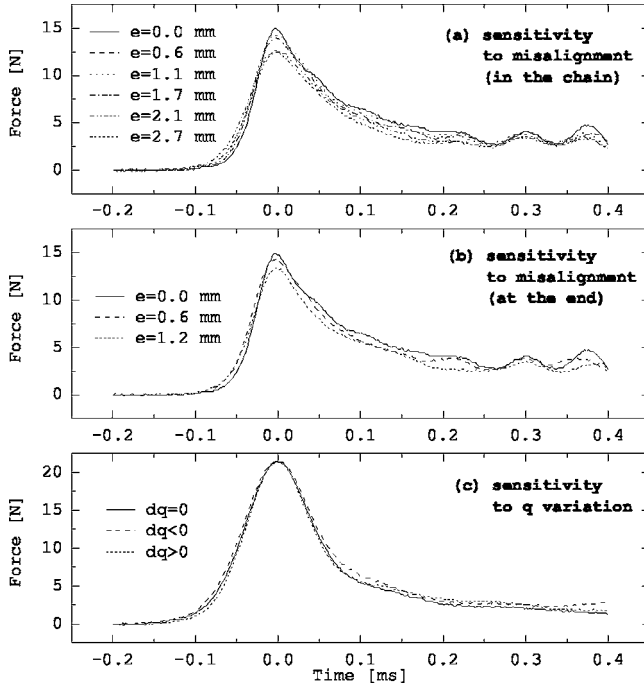 15
10
5
0
Force [N]
e=0.0 mm
e=0.6 mm
e=1.1 mm
e=1.7 mm
e=2.1 mm
e=2.7 mm
(a) sensitivity
to misalignment
(in the chain)
-0.2 -0.1 0.0 0.1 0.2 0.3 0.4
15
10
5
0
Force [N]
e=0.0 mm
e=0.6 mm
e=1.2 mm
(b) sensitivity
to misalignment
(at the end)
-0.2 -0.1 0.0 0.1 0.2 0.3 0.4
20
15
10
5
0
Force [N]
dq=0
dq<0
dq>0
(c) sensitivity
to q variation
-0.2 -0.1 0.0 0.1 0.2 0.3 0.4
Time [ms]